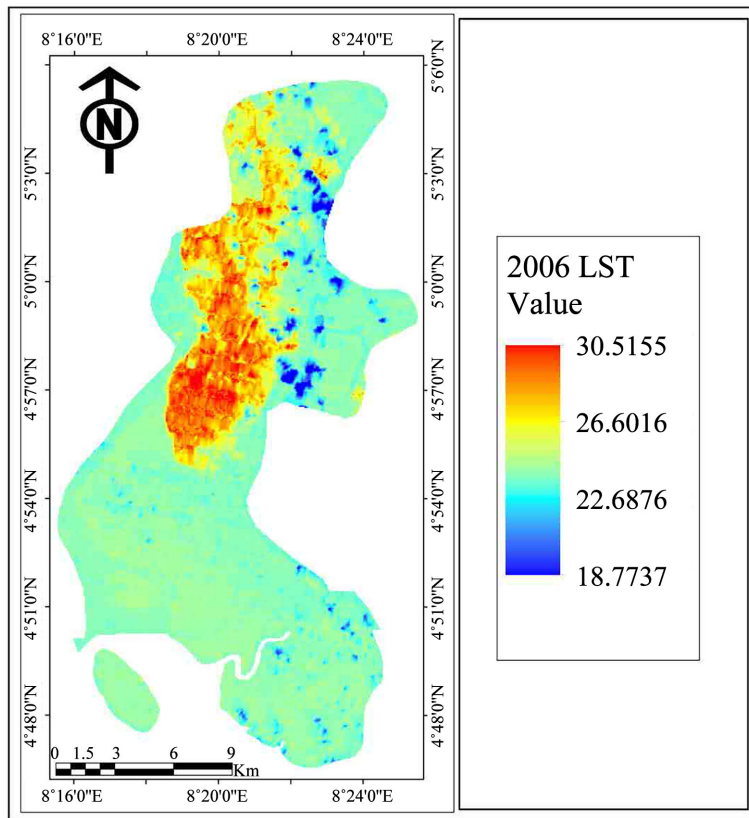 8°16'0"E 8°20'0"E 8°24'0"E
N
5°6'0"N
5°3'0"N 5°3'0"N
5°0'0"N 5°0'0"N
4°57'0"N 4°57'0"N
4°54'0"N 4°54'0"N
4°51'0"N 4°51'0"N
4°48'0"N 4°48'0"N
0 1.5 3 6 9
Km
8°16'0"E 8°20'0"E 8°24'0"E
2006 LST
Value
30.5155
26.6016
22.6876
18.7737